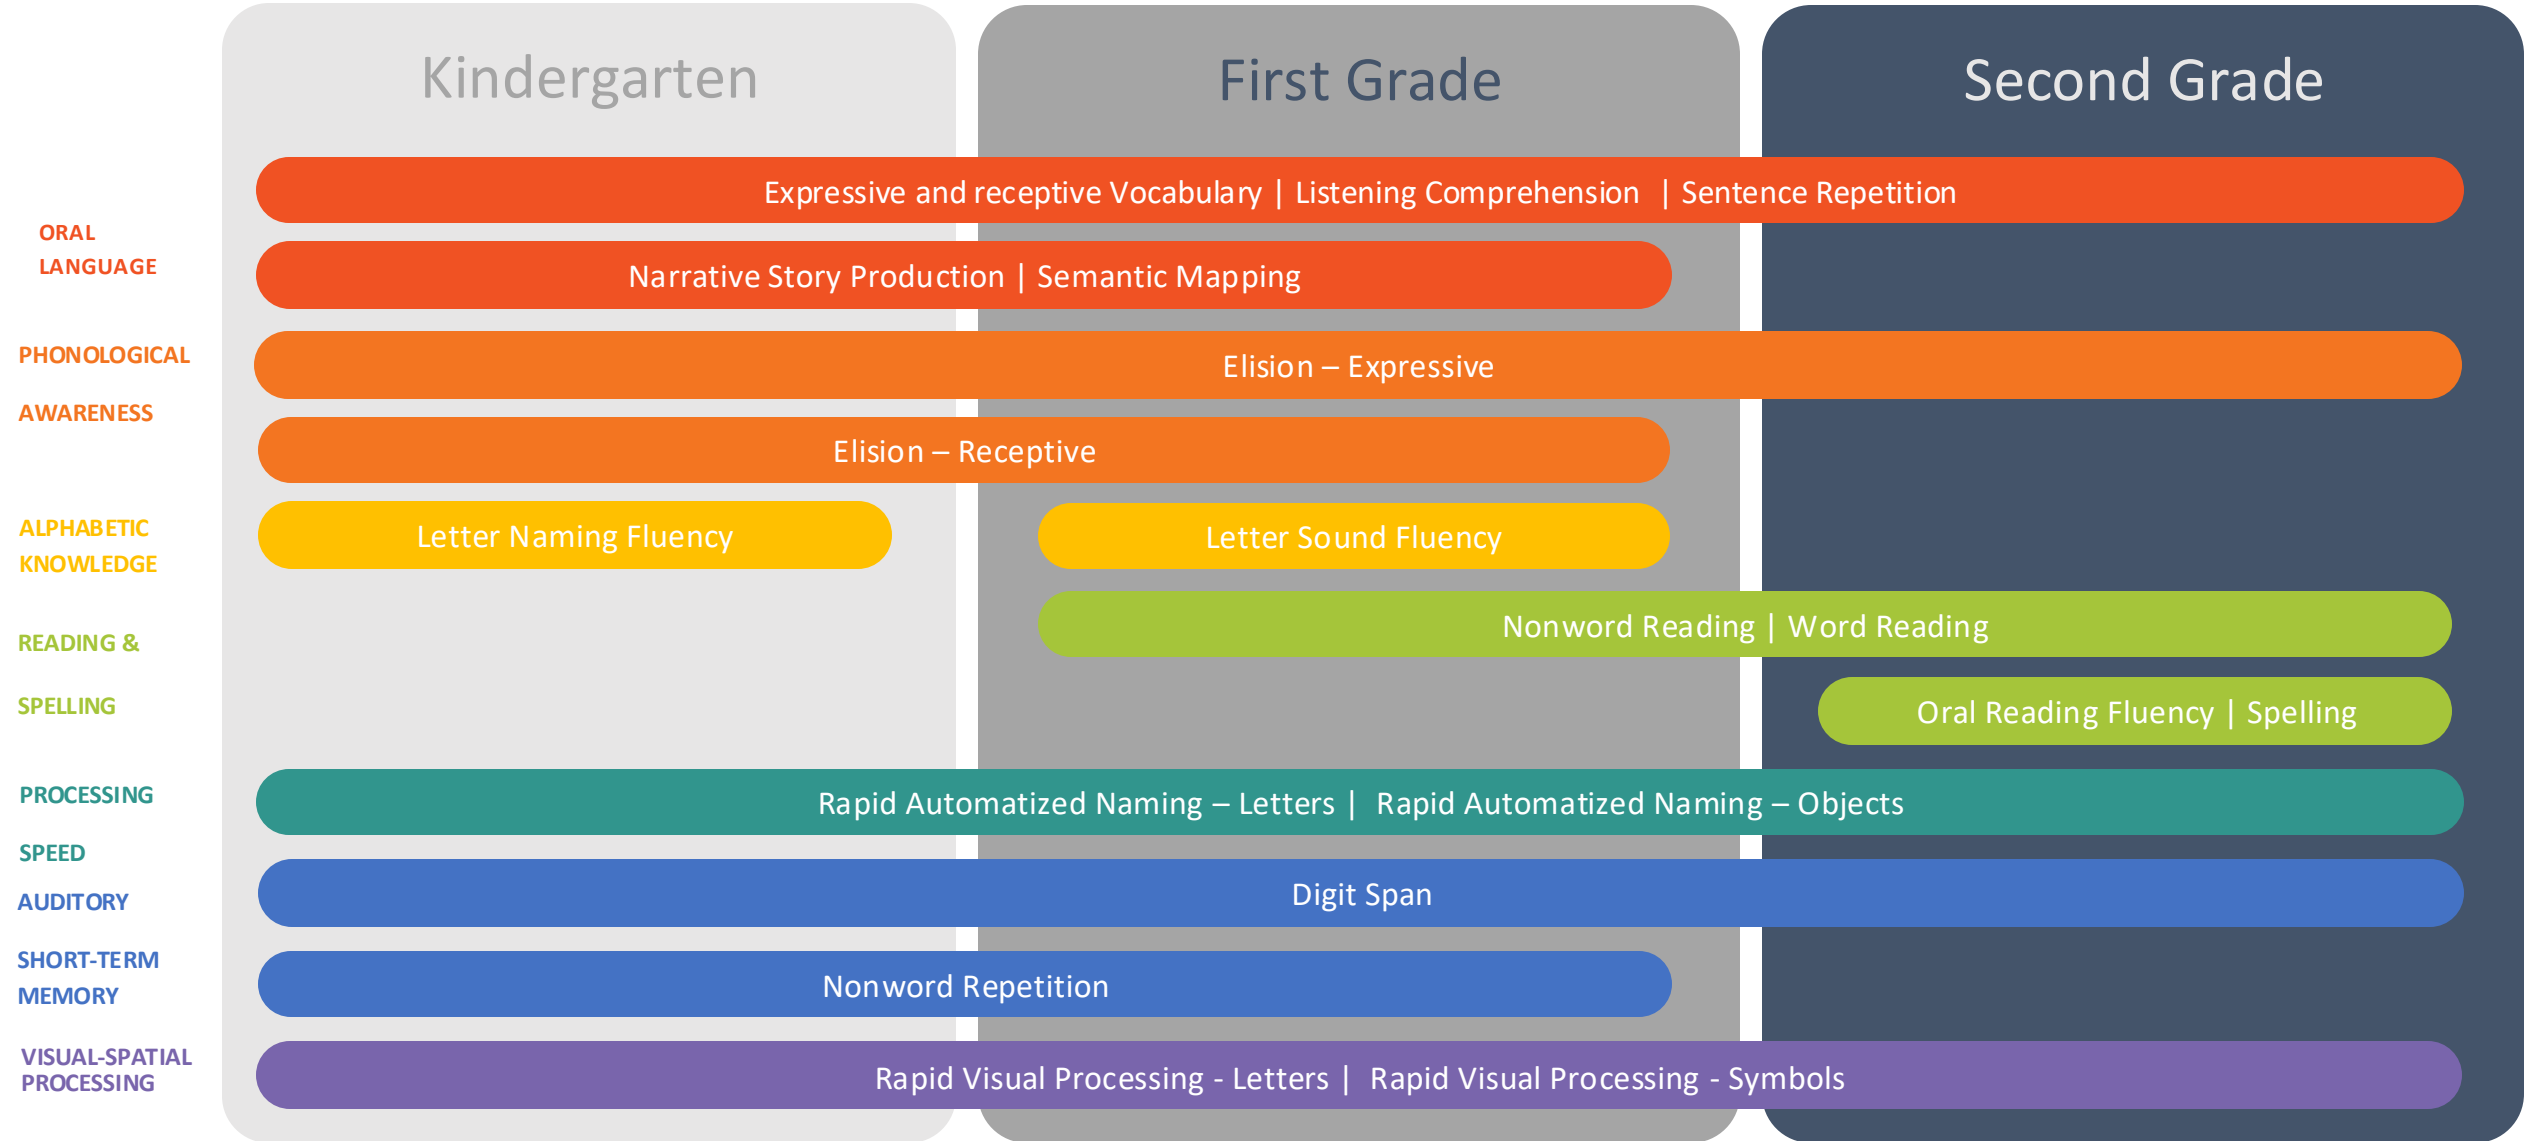 Kindergarten
First Grade
Second Grade
Expressive and receptive Vocabulary | Listening Comprehension | Sentence Repetition
ORAL
LANGUAGE
Narrative Story Production | Semantic Mapping
PHONOLOGICAL
AWARENESS
Elision – Expressive
Elision – Receptive
ALPHABETIC
KNOWLEDGE
Letter Naming Fluency
Letter Sound Fluency
READING &
SPELLING
Nonword Reading | Word Reading
Oral Reading Fluency | Spelling
PROCESSING
SPEED
Rapid Automatized Naming – Letters | Rapid Automatized Naming – Objects
AUDITORY
SHORT-TERM
MEMORY
Digit Span
Nonword Repetition
VISUAL-SPATIAL
PROCESSING
Rapid Visual Processing - Letters | Rapid Visual Processing - Symbols